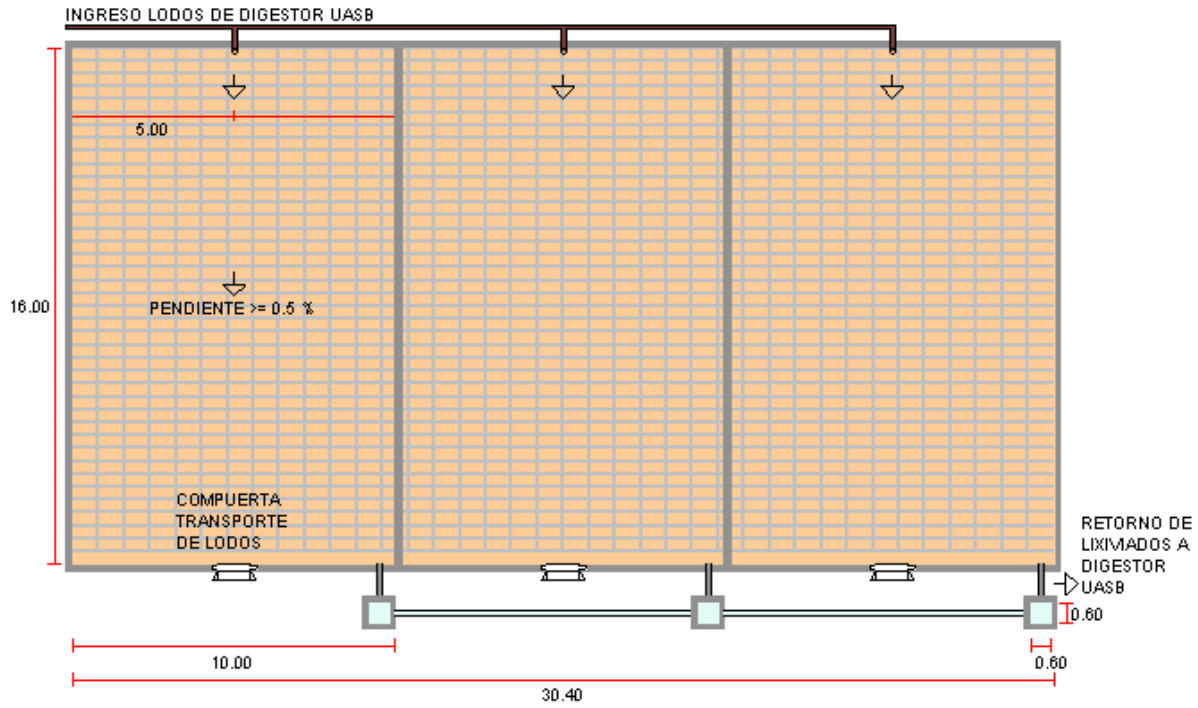 INGRESO LODOS DE DIGESTOR UASB
5.00
16.00
PENDIENTE >= 0.5 %
COMPUERTA
TRANSPORTE
DE LODOS
RETORNO DE
LIXIMADOS A
DIGESTOR
UASB
0.60
10.00
0.60
30.40